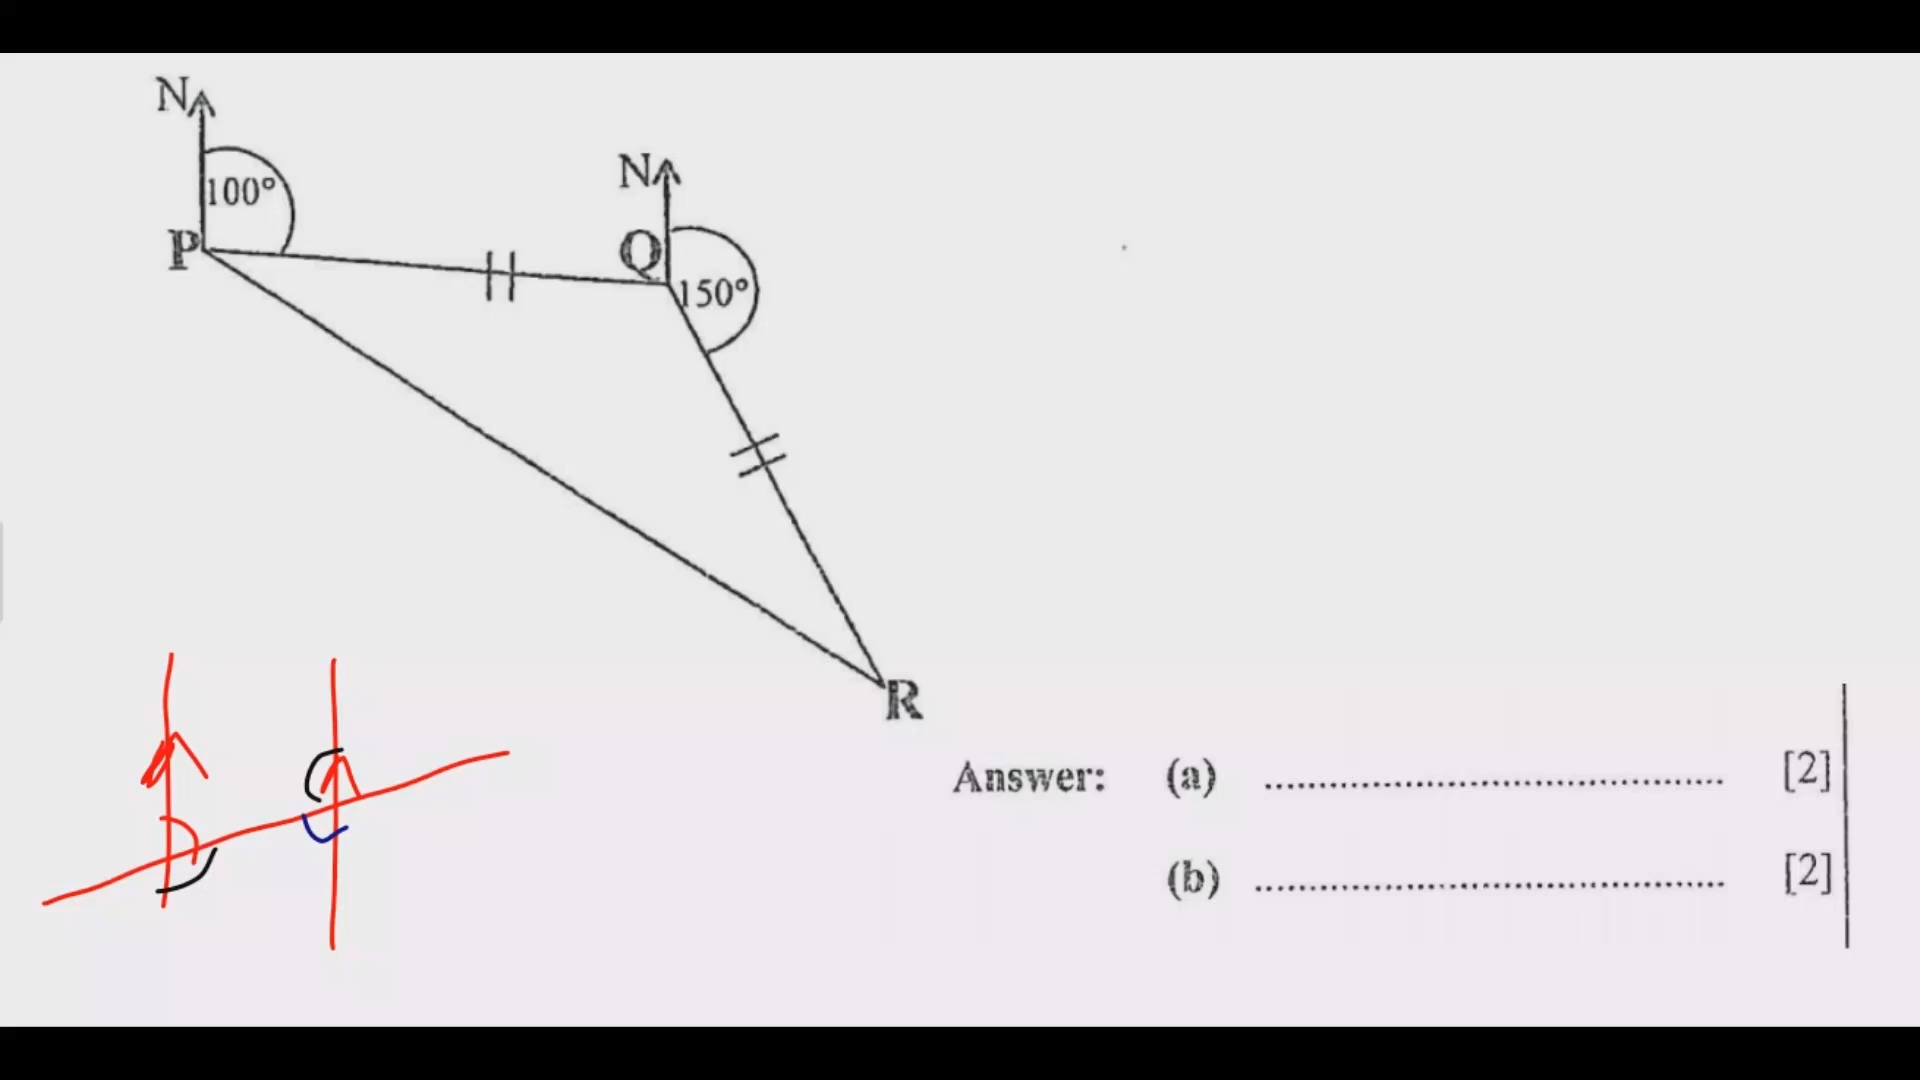 N
100°
P
N
Q
150°
R
Answer: (a) ........................................ [2]
(b) ........................................ [2]